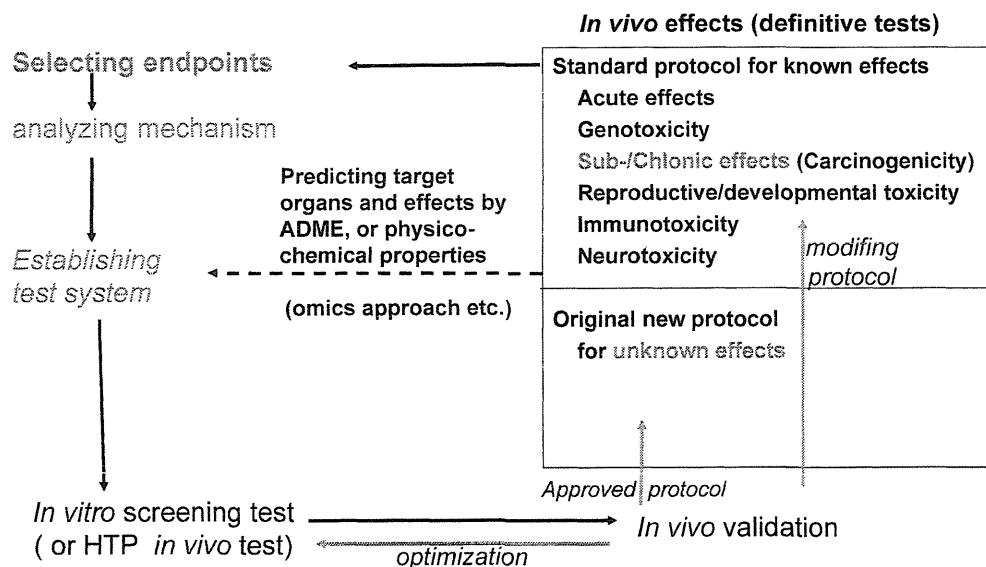 In vivo effects (definitive tests)
Selecting endpoints
analyzing mechanism
Establishing
test system
Predicting target
organs and effects by
ADME, or physico-
chemical properties
(omics approach etc.)
Standard protocol for known effects
Acute effects
Genotoxicity
Sub-/Chlonic effects (Carcinogenicity)
Reproductive/developmental toxicity
Immunotoxicity
Neurotoxicity
modifing
protocol
Original new protocol
for unknown effects
Approved protocol
In vitro screening test
( or HTP in vivo test)
In vivo validation
optimization